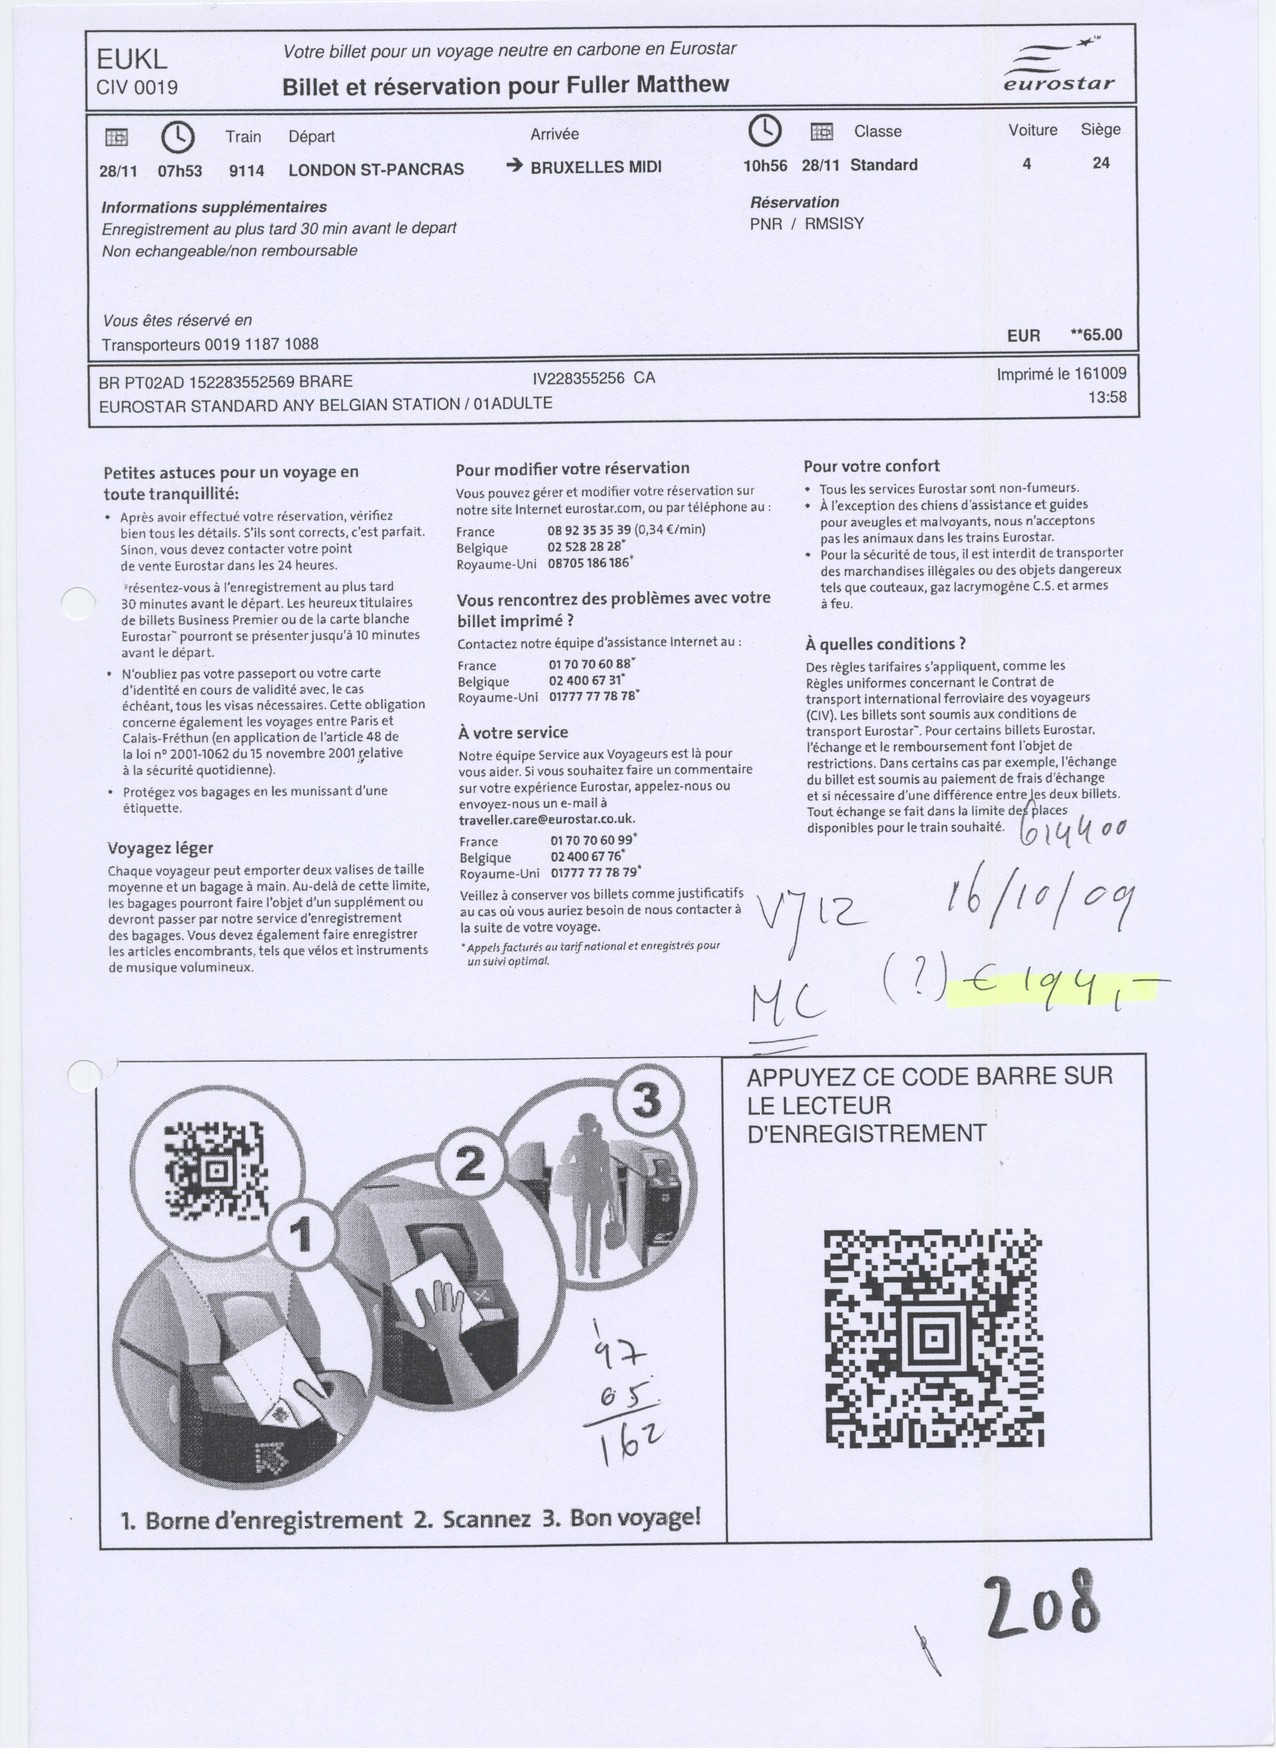 EUKL
CIV 0019
Votre billet pour un voyage neutre en carbone en Eurostar
Billet et réservation pour Fuller Matthew
eurostar
Train Départ Arrivée Classe Voiture Siège
28/11 07h53 9114 LONDON ST-PANCRAS → BRUXELLES MIDI 10h56 28/11 Standard 4 24
Informations supplémentaires
Enregistrement au plus tard 30 min avant le depart
Non echangeable/non remboursable
Réservation
PNR / RMSISY
Vous êtes réservé en
Transporteurs 0019 1187 1088
EUR **65.00
BR PT02AD 152283552569 BRARE IV228355256 CA Imprimé le 161009
EUROSTAR STANDARD ANY BELGIAN STATION / 01ADULTE 13:58
Petites astuces pour un voyage en
toute tranquillité:
• Après avoir effectué votre réservation, vérifiez
bien tous les détails. S'ils sont corrects, c'est parfait.
Sinon, vous devez contacter votre point
de vente Eurostar dans les 24 heures.
résentez-vous à l'enregistrement au plus tard
30 minutes avant le départ. Les heureux titulaires
de billets Business Premier ou de la carte blanche
Eurostar™ pourront se présenter jusqu'à 10 minutes
avant le départ.
• N'oubliez pas votre passeport ou votre carte
d'identité en cours de validité avec, le cas
échéant, tous les visas nécessaires. Cette obligation
concerne également les voyages entre Paris et
Calais-Fréthun (en application de l'article 48 de
la loi nº 2001-1062 du 15 novembre 2001 relative
à la sécurité quotidienne).
• Protégez vos bagages en les munissant d'une
étiquette.
Voyagez léger
Chaque voyageur peut emporter deux valises de taille
moyenne et un bagage à main. Au-delà de cette limite,
les bagages pourront faire l'objet d'un supplément ou
devront passer par notre service d'enregistrement
des bagages. Vous devez également faire enregistrer
les articles encombrants, tels que vélos et instruments
de musique volumineux.
Pour modifier votre réservation
Vous pouvez gérer et modifier votre réservation sur
notre site Internet eurostar.com, ou par téléphone au :
France 08 92 35 35 39 (0,34 €/min)
Belgique 02 528 28 28*
Royaume-Uni 08705 186 186*
Vous rencontrez des problèmes avec votre
billet imprimé ?
Contactez notre équipe d'assistance Internet au :
France 01 70 70 60 88*
Belgique 02 400 67 31*
Royaume-Uni 01777 77 78 78*
À votre service
Notre équipe Service aux Voyageurs est là pour
vous aider. Si vous souhaitez faire un commentaire
sur votre expérience Eurostar, appelez-nous ou
envoyez-nous un e-mail à
traveller.care@eurostar.co.uk.
France 01 70 70 60 99*
Belgique 02 400 67 76*
Royaume-Uni 01777 77 78 79*
Veillez à conserver vos billets comme justificatifs
au cas où vous auriez besoin de nous contacter à
la suite de votre voyage.
*Appels facturés au tarif national et enregistrés pour
un suivi optimal.
Pour votre confort
• Tous les services Eurostar sont non-fumeurs.
• À l'exception des chiens d'assistance et guides
pour aveugles et malvoyants, nous n'acceptons
pas les animaux dans les trains Eurostar.
• Pour la sécurité de tous, il est interdit de transporter
des marchandises illégales ou des objets dangereux
tels que couteaux, gaz lacrymogène C.S. et armes
à feu.
À quelles conditions ?
Des règles tarifaires s'appliquent, comme les
Règles uniformes concernant le Contrat de
transport international ferroviaire des voyageurs
(CIV). Les billets sont soumis aux conditions de
transport Eurostar™. Pour certains billets Eurostar,
l'échange et le remboursement font l'objet de
restrictions. Dans certains cas par exemple, l'échange
du billet est soumis au paiement de frais d'échange
et si nécessaire d'une différence entre les deux billets.
Tout échange se fait dans la limite des places
disponibles pour le train souhaité.
614400
V712 16/10/09
(?) € 194,-
MC
APPUYEZ CE CODE BARRE SUR
LE LECTEUR
D'ENREGISTREMENT
1
2
3
97
65
162
1. Borne d'enregistrement 2. Scannez 3. Bon voyage!
208